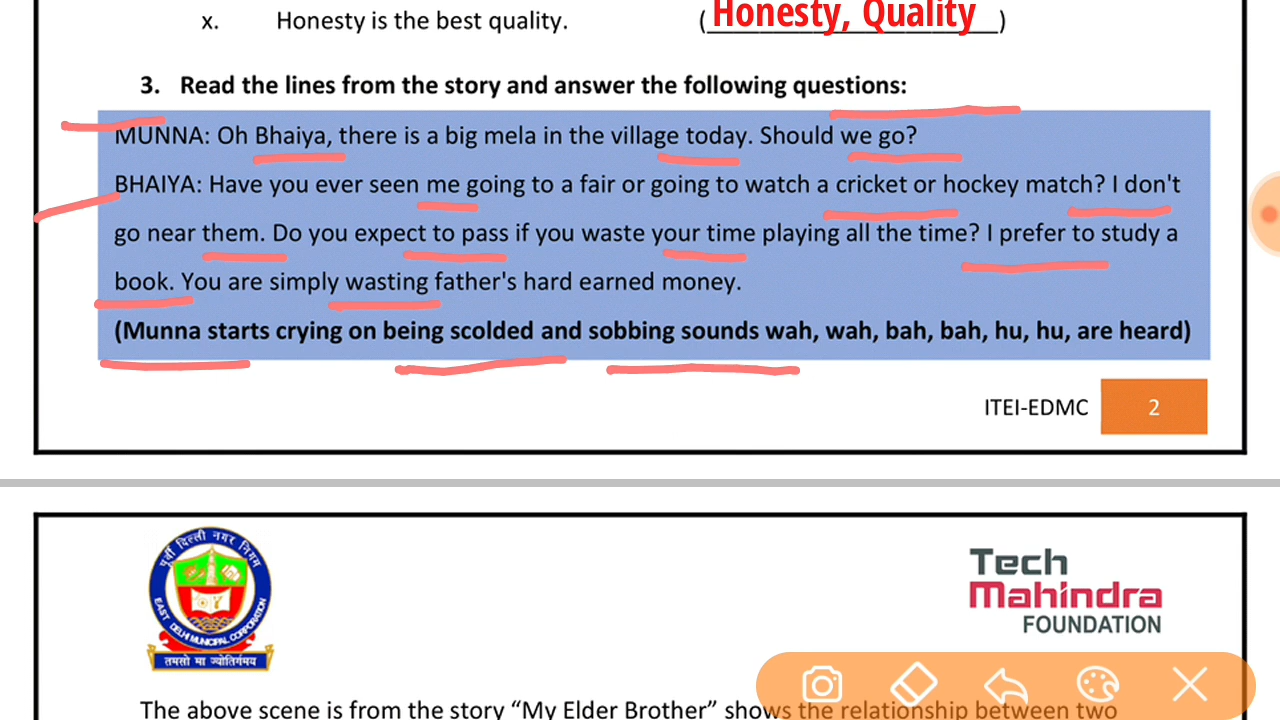 x. Honesty is the best quality. (Honesty, Quality)
3. Read the lines from the story and answer the following questions:
MUNNA: Oh Bhaiya, there is a big mela in the village today. Should we go?
BHAIYA: Have you ever seen me going to a fair or going to watch a cricket or hockey match? I don't
go near them. Do you expect to pass if you waste your time playing all the time? I prefer to study a
book. You are simply wasting father's hard earned money.
(Munna starts crying on being scolded and sobbing sounds wah, wah, bah, bah, hu, hu, are heard)
ITEI-EDMC 2
पूर्वी दिल्ली नगर निगम
EAST DELHI MUNICIPAL CORPORATION
तमसो मा ज्योतिर्गमय
Tech
Mahindra
FOUNDATION
The above scene is from the story “My Elder Brother” shows the relationship between two